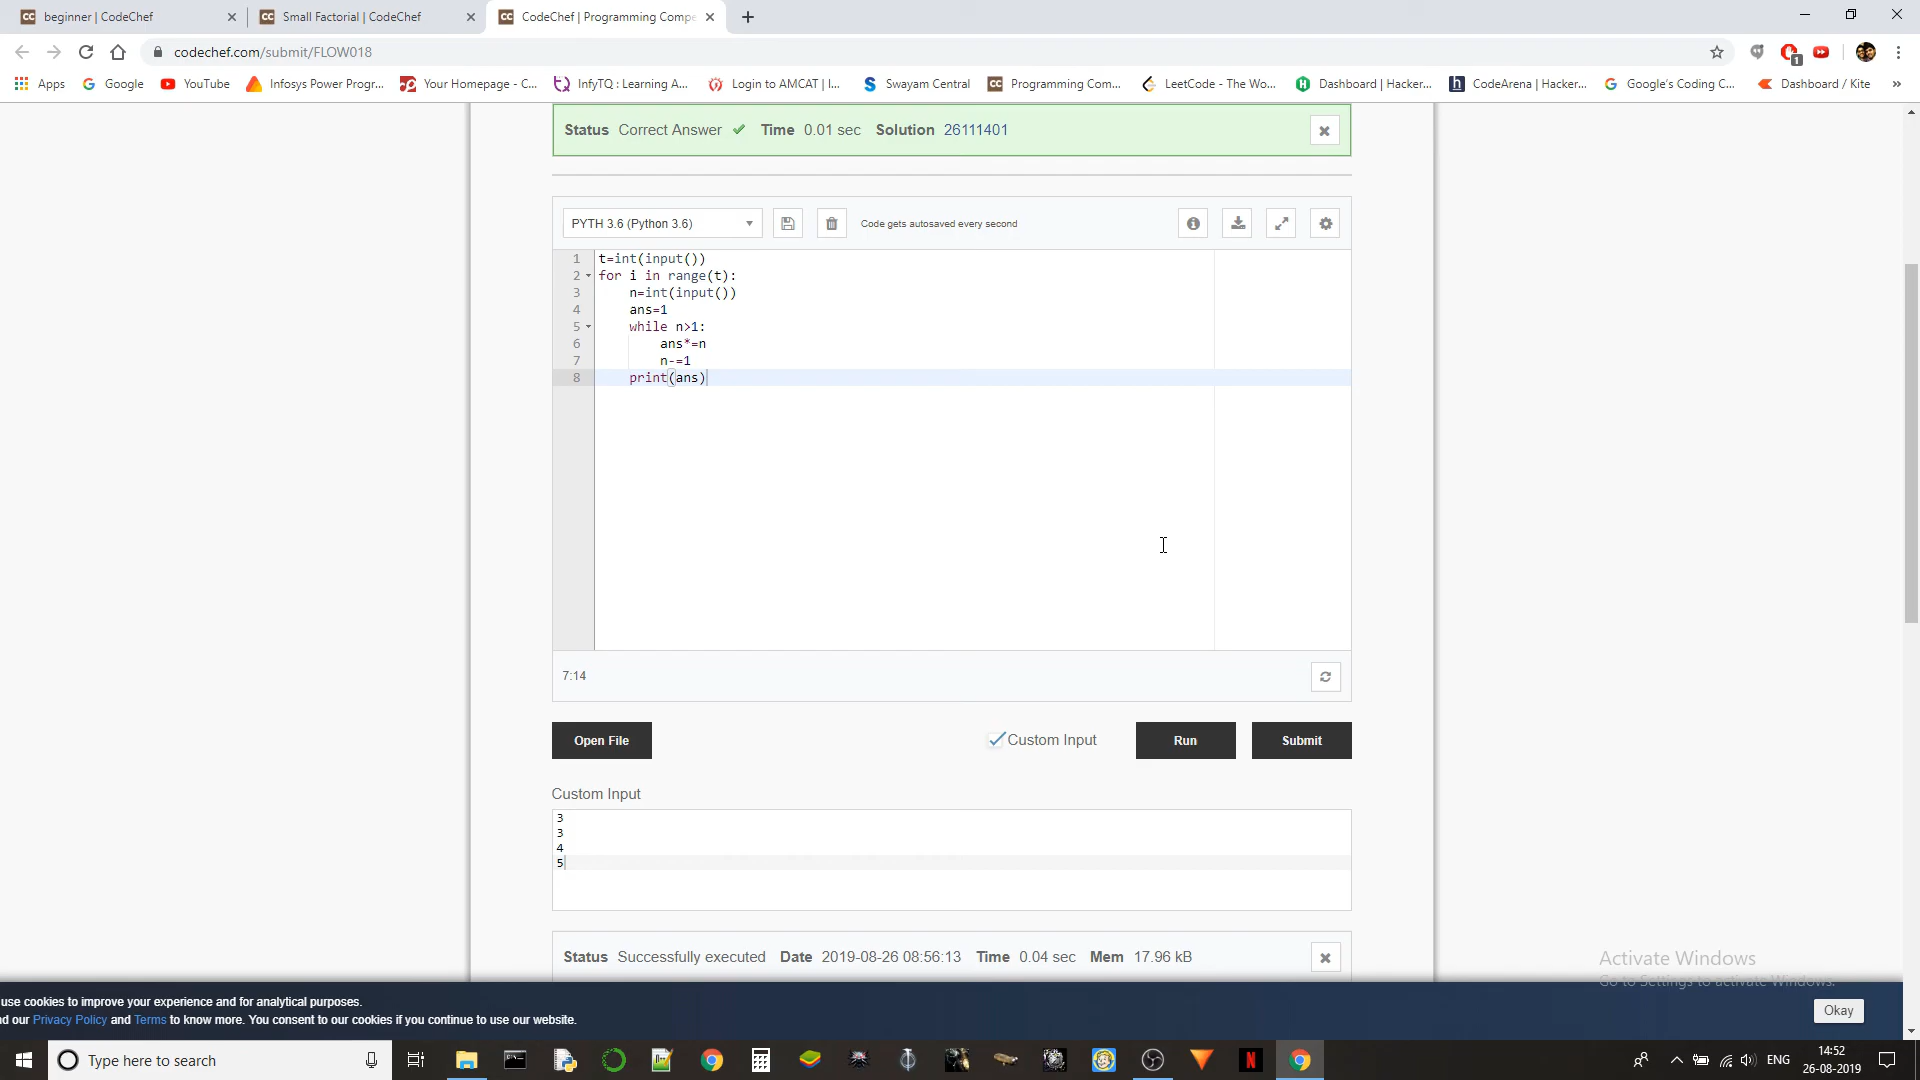 beginner | CodeChef
Small Factorial | CodeChef
CodeChef | Programming Compe
codechef.com/submit/FLOW018
1
Apps
Google
YouTube
Infosys Power Progr...
Your Homepage - C...
InfyTQ : Learning A...
Login to AMCAT | I...
Swayam Central
Programming Com...
LeetCode - The Wo...
Dashboard | Hacker...
CodeArena | Hacker...
Google's Coding C...
Dashboard / Kite
»
Status Correct Answer Time 0.01 sec Solution 26111401
PYTH 3.6 (Python 3.6)
Code gets autosaved every second
1 t=int(input())
2 for i in range(t):
3 n=int(input())
4 ans=1
5 while n>1:
6 ans*=n
7 n-=1
8 print(ans)
7:14
Open File
Custom Input
Run
Submit
Custom Input
3
3
4
5
Status Successfully executed Date 2019-08-26 08:56:13 Time 0.04 sec Mem 17.96 kB
Activate Windows
Go to Settings to activate Windows.
use cookies to improve your experience and for analytical purposes.
d our Privacy Policy and Terms to know more. You consent to our cookies if you continue to use our website.
Okay
Type here to search
ENG
14:52
26-08-2019